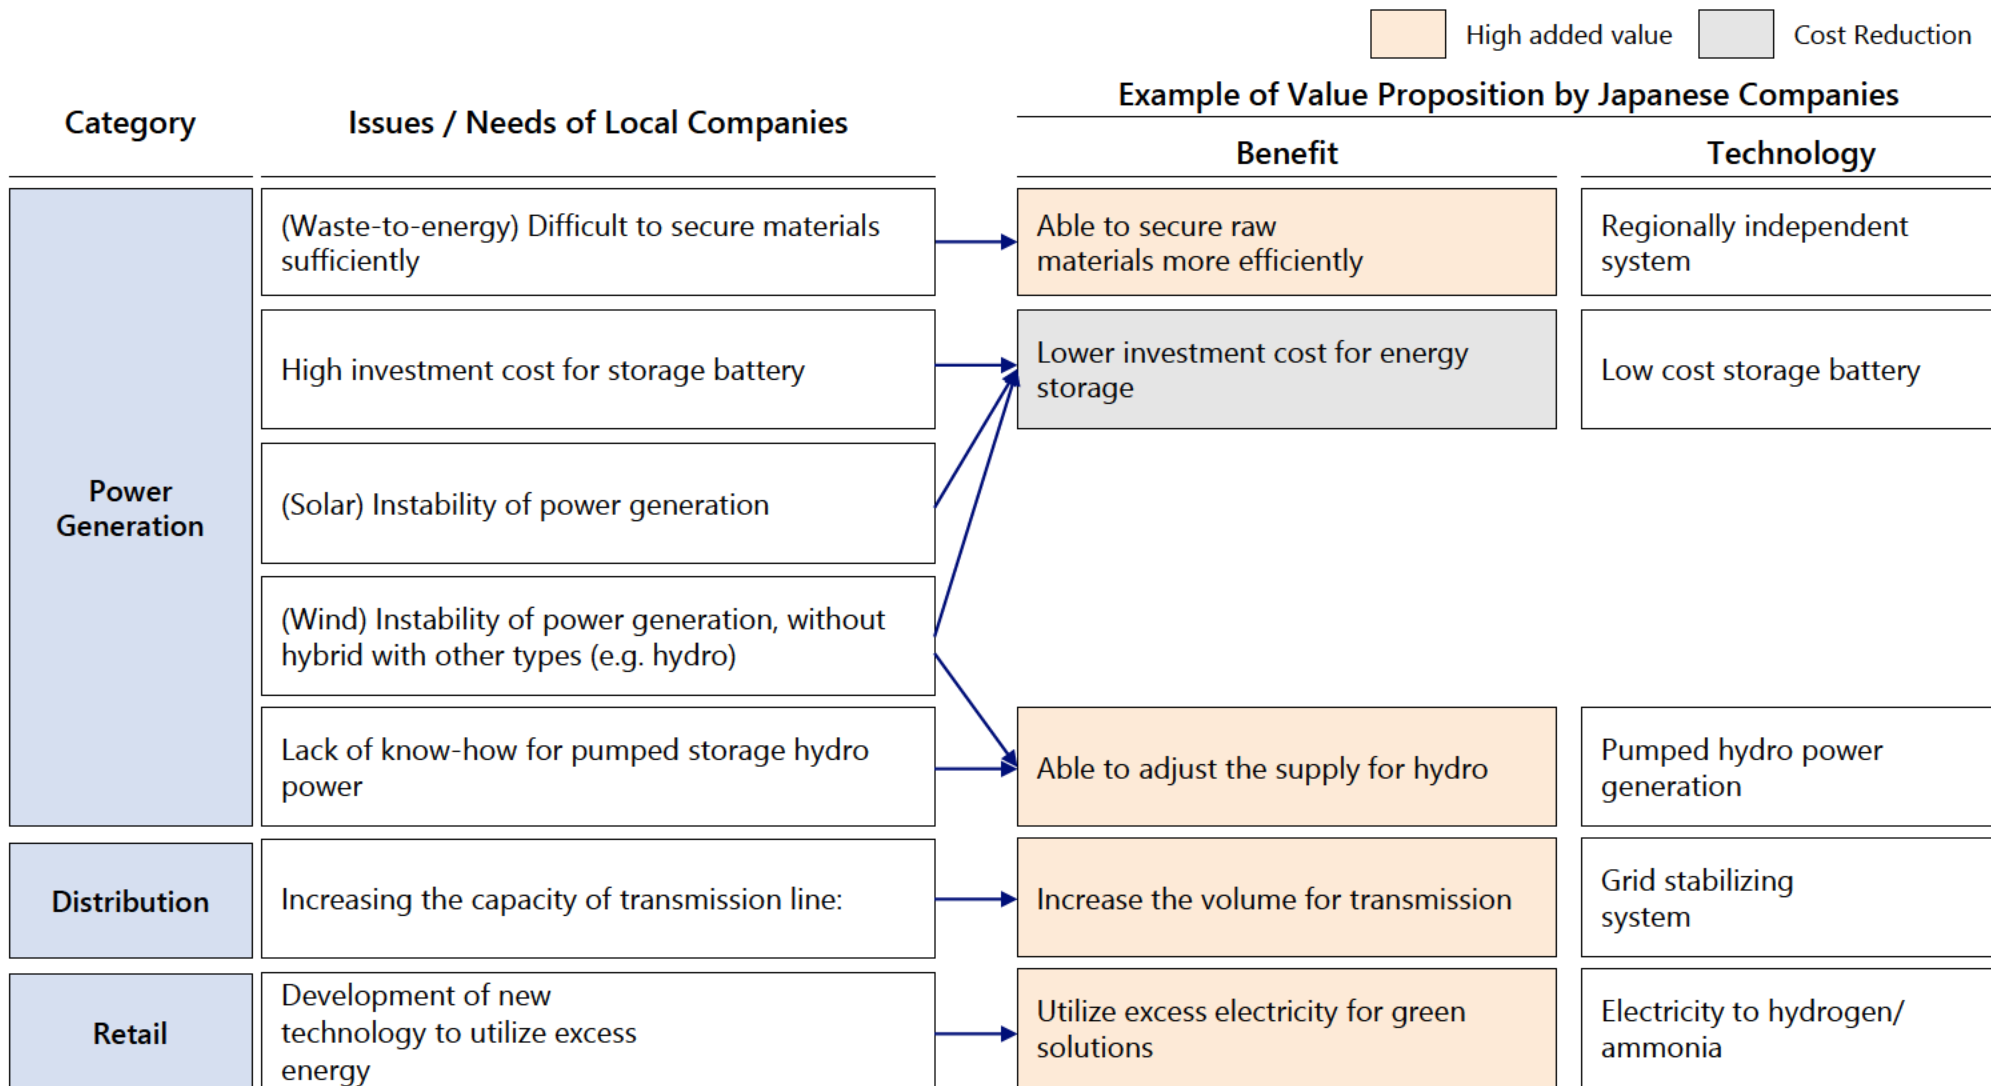 High added value
Cost Reduction
Category
Issues / Needs of Local Companies
Example of Value Proposition by Japanese Companies
Benefit
Technology
Power
Generation
(Waste-to-energy) Difficult to secure materials
sufficiently
Able to secure raw
materials more efficiently
Regionally independent
system
High investment cost for storage battery
Lower investment cost for energy
storage
Low cost storage battery
(Solar) Instability of power generation
(Wind) Instability of power generation, without
hybrid with other types (e.g. hydro)
Lack of know-how for pumped storage hydro
power
Able to adjust the supply for hydro
Pumped hydro power
generation
Distribution
Increasing the capacity of transmission line:
Increase the volume for transmission
Grid stabilizing
system
Retail
Development of new
technology to utilize excess
energy
Utilize excess electricity for green
solutions
Electricity to hydrogen/
ammonia